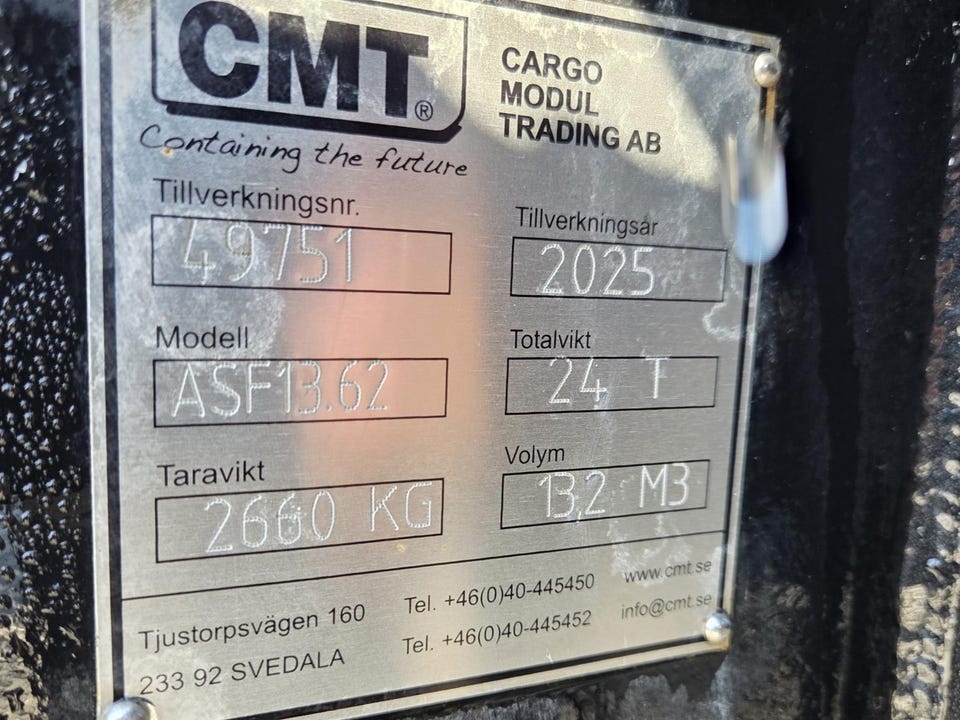 CMT®
Containing the future
CARGO
MODUL
TRADING AB
Tillverkningsnr.
49751
Tillverkningsår
2025
Modell
ASF13.62
Totalvikt
24 T
Taravikt
2660 KG
Volym
13,2 M3
Tjustorpsvägen 160
233 92 SVEDALA
Tel. +46(0)40-445450
Tel. +46(0)40-445452
www.cmt.se
info@cmt.se